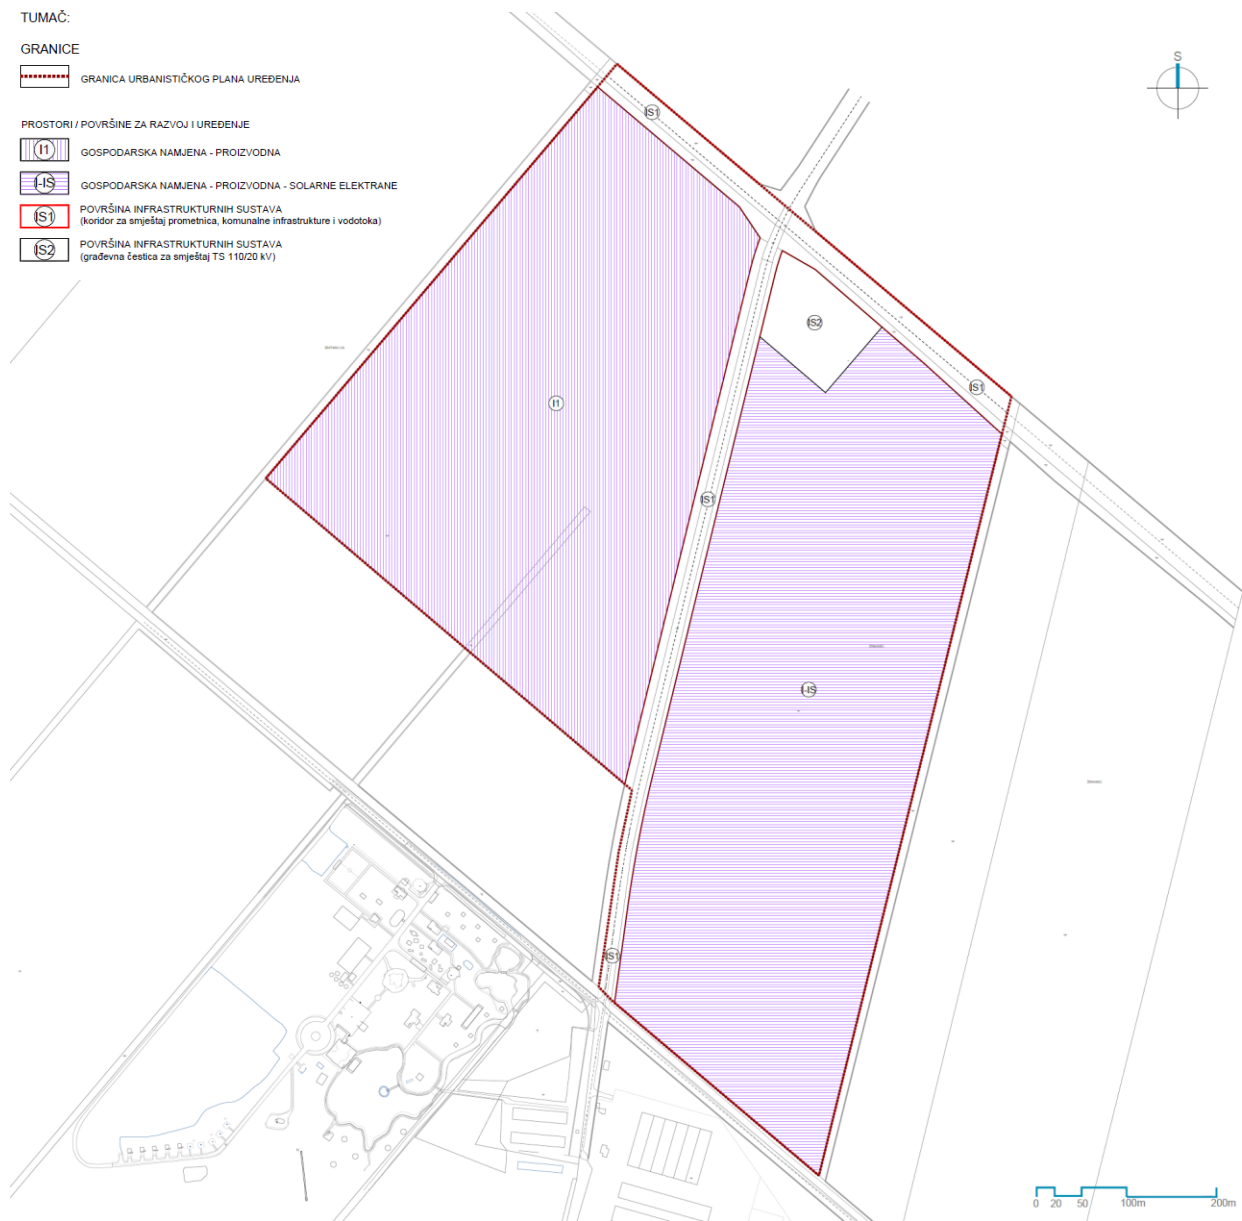 TUMAČ:
GRANICE
GRANICA URBANISTIČKOG PLANA UREĐENJA
PROSTORI / POVRŠINE ZA RAZVOJ I UREĐENJE
I1
GOSPODARSKA NAMJENA - PROIZVODNA
I-IS
GOSPODARSKA NAMJENA - PROIZVODNA - SOLARNE ELEKTRANE
IS1
POVRŠINA INFRASTRUKTURNIH SUSTAVA
(koridor za smještaj prometnica, komunalne infrastrukture i vodotoka)
IS2
POVRŠINA INFRASTRUKTURNIH SUSTAVA
(građevna čestica za smještaj TS 110/20 kV)
S
IS1
IS2
IS1
I1
IS1
I-IS
IS1
0 20 50 100m 200m